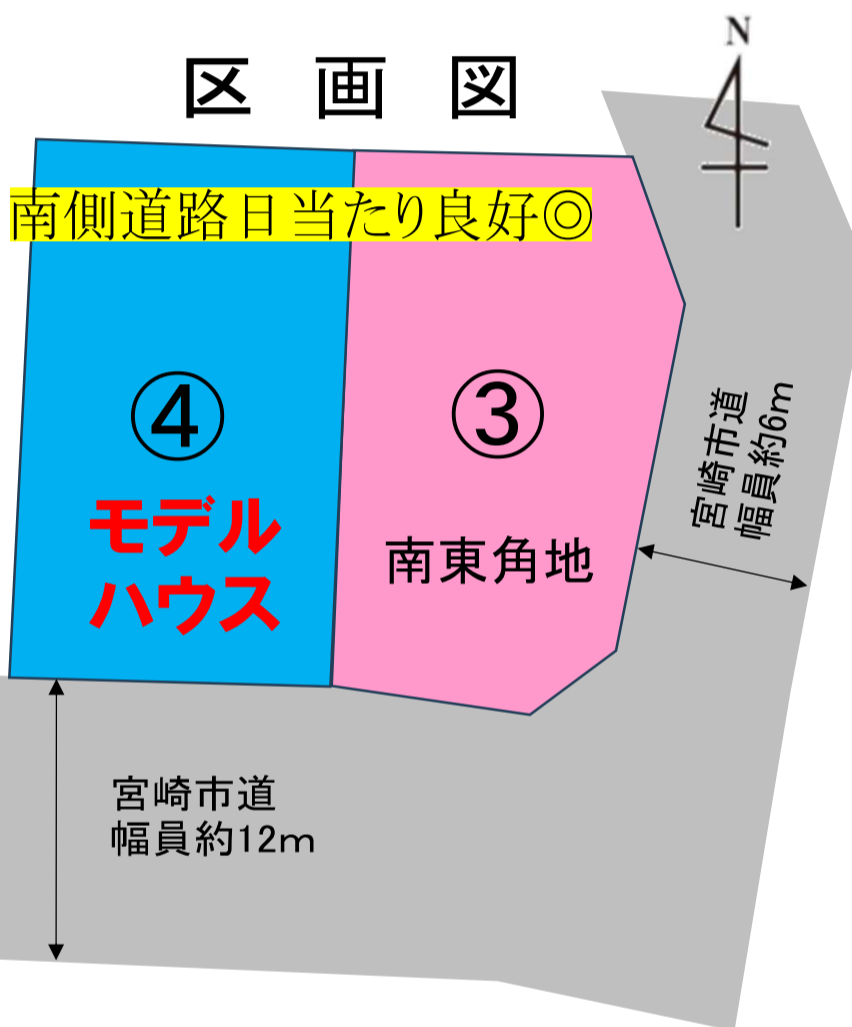 N
区 画 図
南側道路日当たり良好◎
④
モデル
ハウス
③
南東角地
宮崎市道
幅員約6m
宮崎市道
幅員約12m